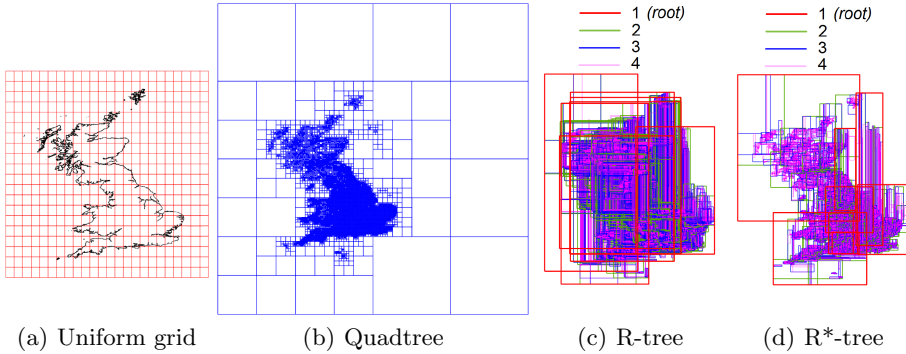 1 (root)
2
3
4
1 (root)
2
3
4
(a) Uniform grid
(b) Quadtree
(c) R-tree
(d) R*-tree